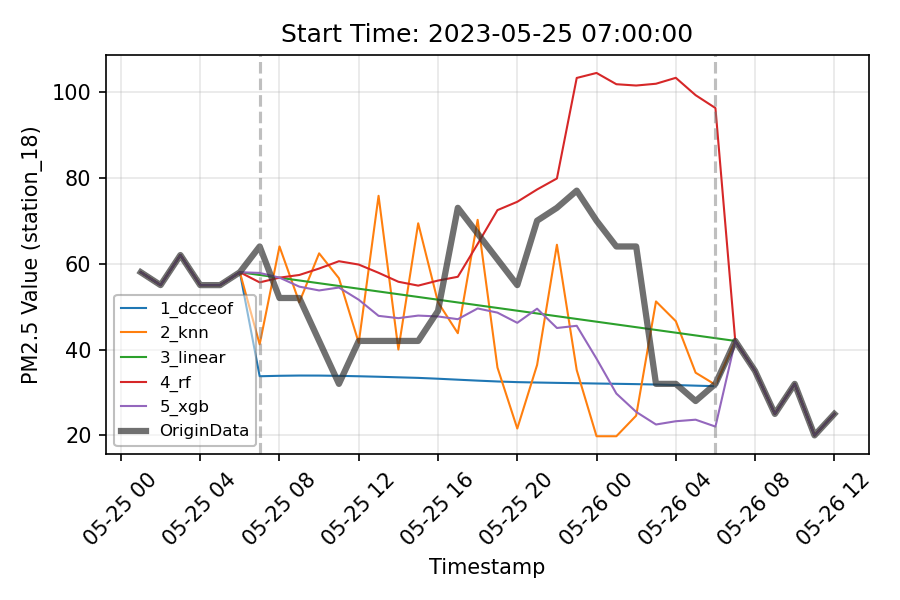 Start Time: 2023-05-25 07:00:00
PM2.5 Value (station_18)
100
80
60
40
20
1_dcceof
2_knn
3_linear
4_rf
5_xgb
OriginData
05-25 00
05-25 04
05-25 08
05-25 12
05-25 16
05-25 20
05-26 00
05-26 04
05-26 08
05-26 12
Timestamp